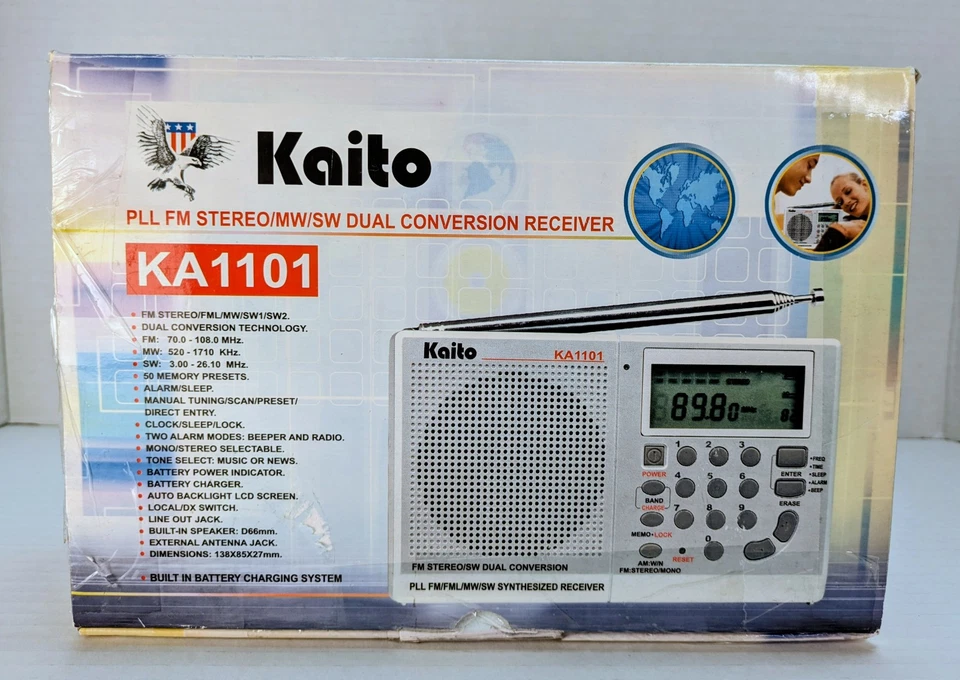 Kaito
PLL FM STEREO/MW/SW DUAL CONVERSION RECEIVER
KA1101
• FM STEREO/FML/MW/SW1/SW2.
• DUAL CONVERSION TECHNOLOGY.
• FM: 70.0 - 108.0 MHz.
• MW: 520 - 1710 KHz.
• SW: 3.00 - 26.10 MHz.
• 50 MEMORY PRESETS.
• ALARM/SLEEP.
• MANUAL TUNING/SCAN/PRESET/
DIRECT ENTRY.
• CLOCK/SLEEP/LOCK.
• TWO ALARM MODES: BEEPER AND RADIO.
• MONO/STEREO SELECTABLE.
• TONE SELECT: MUSIC OR NEWS.
• BATTERY POWER INDICATOR.
• BATTERY CHARGER.
• AUTO BACKLIGHT LCD SCREEN.
• LOCAL/DX SWITCH.
• LINE OUT JACK.
• BUILT-IN SPEAKER: D66mm.
• EXTERNAL ANTENNA JACK.
• DIMENSIONS: 138X85X27mm.
• BUILT IN BATTERY CHARGING SYSTEM
Kaito KA1101
89.80
1 2 3
• FREQ
• TIME
POWER 4 5 6 ENTER • SLEEP
• ALARM
• BEEP
BAND
ERASE
CHARGE 7 8 9
MEMO • LOCK
0
AM:W/N RESET
FM:STEREO/MONO
FM STEREO/SW DUAL CONVERSION
PLL FM/FML/MW/SW SYNTHESIZED RECEIVER